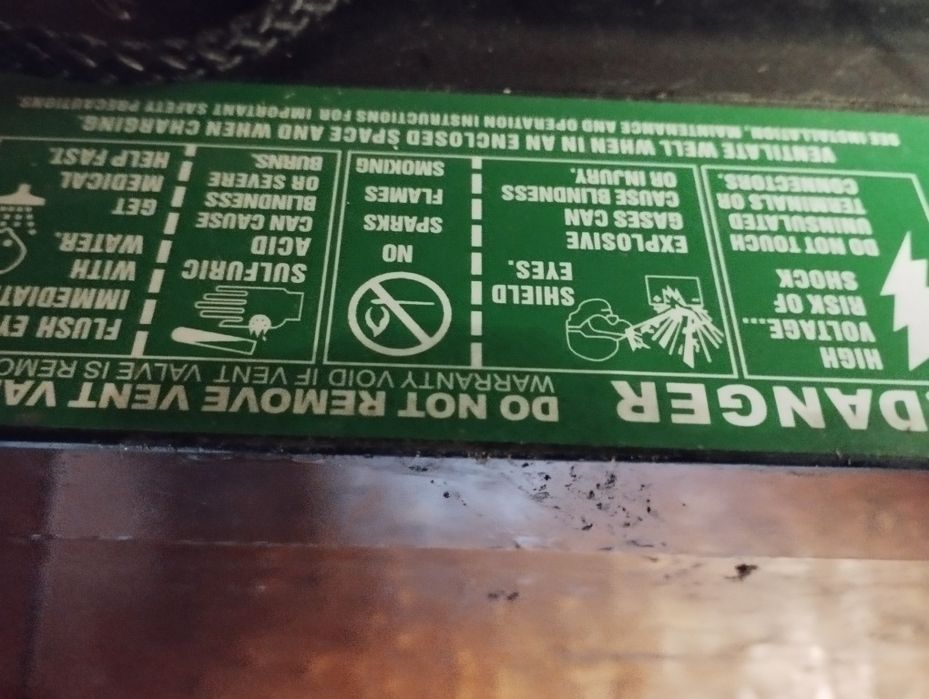 DANGER
DO NOT REMOVE VENT
WARRANTY VOID IF VENT VALVE IS
HIGH
VOLTAGE...
RISK OF
SHOCK
DO NOT TOUCH
UNINSULATED
TERMINALS OR
CONNECTORS.
SHIELD
EYES.
EXPLOSIVE
GASES CAN
CAUSE BLINDNESS
OR INJURY.
NO
SPARKS
FLAMES
SMOKING
SULFURIC
ACID
CAN CAUSE
BLINDNESS
OR SEVERE
BURNS.
FLUSH
WITH
WATER.
GET
MEDICAL
HELP FAST.
VENTILATE WELL WHEN IN AN ENCLOSED SPACE AND WHEN CHARGING.
SEE INSTALLATION, MAINTENANCE AND OPERATION INSTRUCTIONS FOR IMPORTANT SAFETY PRECAUTIONS.